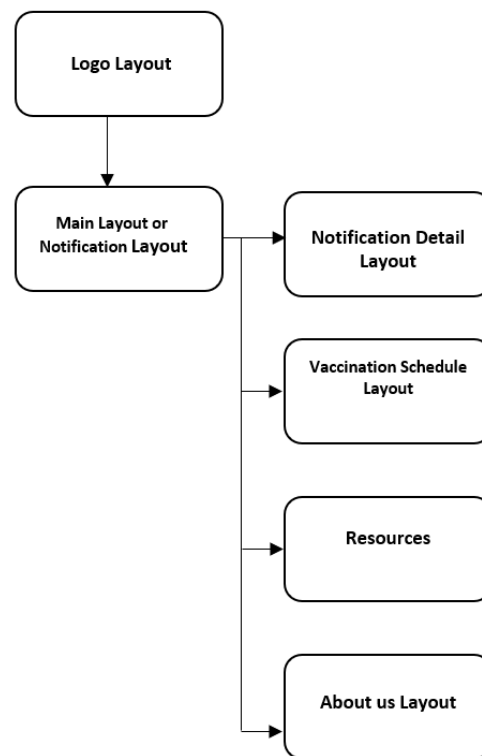 Logo Layout
Main Layout or
Notification Layout
Notification Detail
Layout
Vaccination Schedule
Layout
Resources
About us Layout